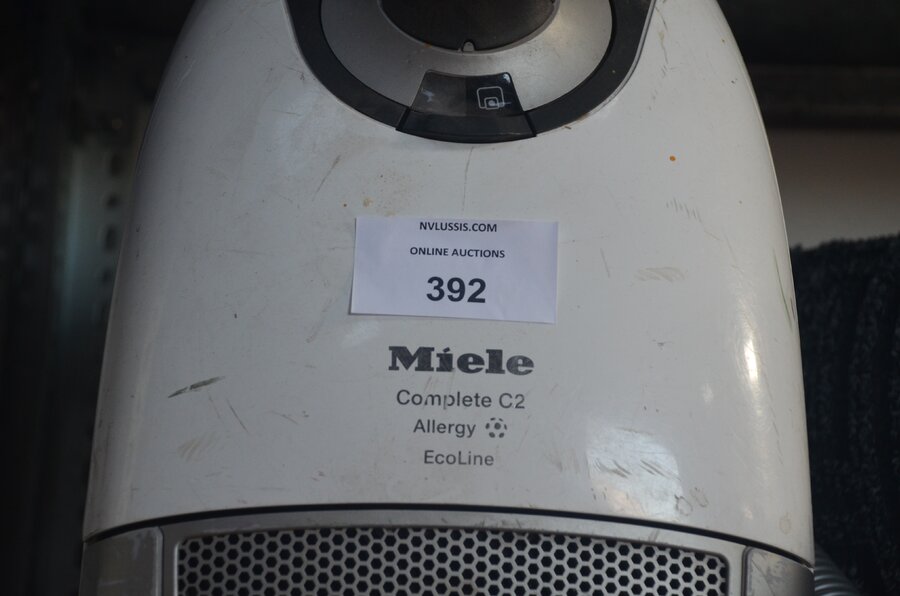 NVLUSSIS.COM
ONLINE AUCTIONS
392
Miele
Complete C2
Allergy
EcoLine